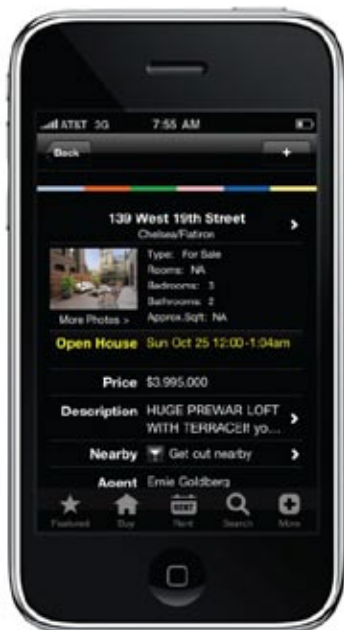 AT&T 3G 7:55 AM
Back +
139 West 19th Street
Chelsea/Flatiron
Type: For Sale
Rooms: NA
Bedrooms: 3
Bathrooms: 2
Approx.Sqft: NA
More Photos >
Open House Sun Oct 25 12:00-1:04am
Price $3,995,000
Description HUGE PREWAR LOFT
WITH TERRACE!! yo...
Nearby Get out nearby
Agent Ernie Goldberg
RENT
Featured Buy Rent Search More